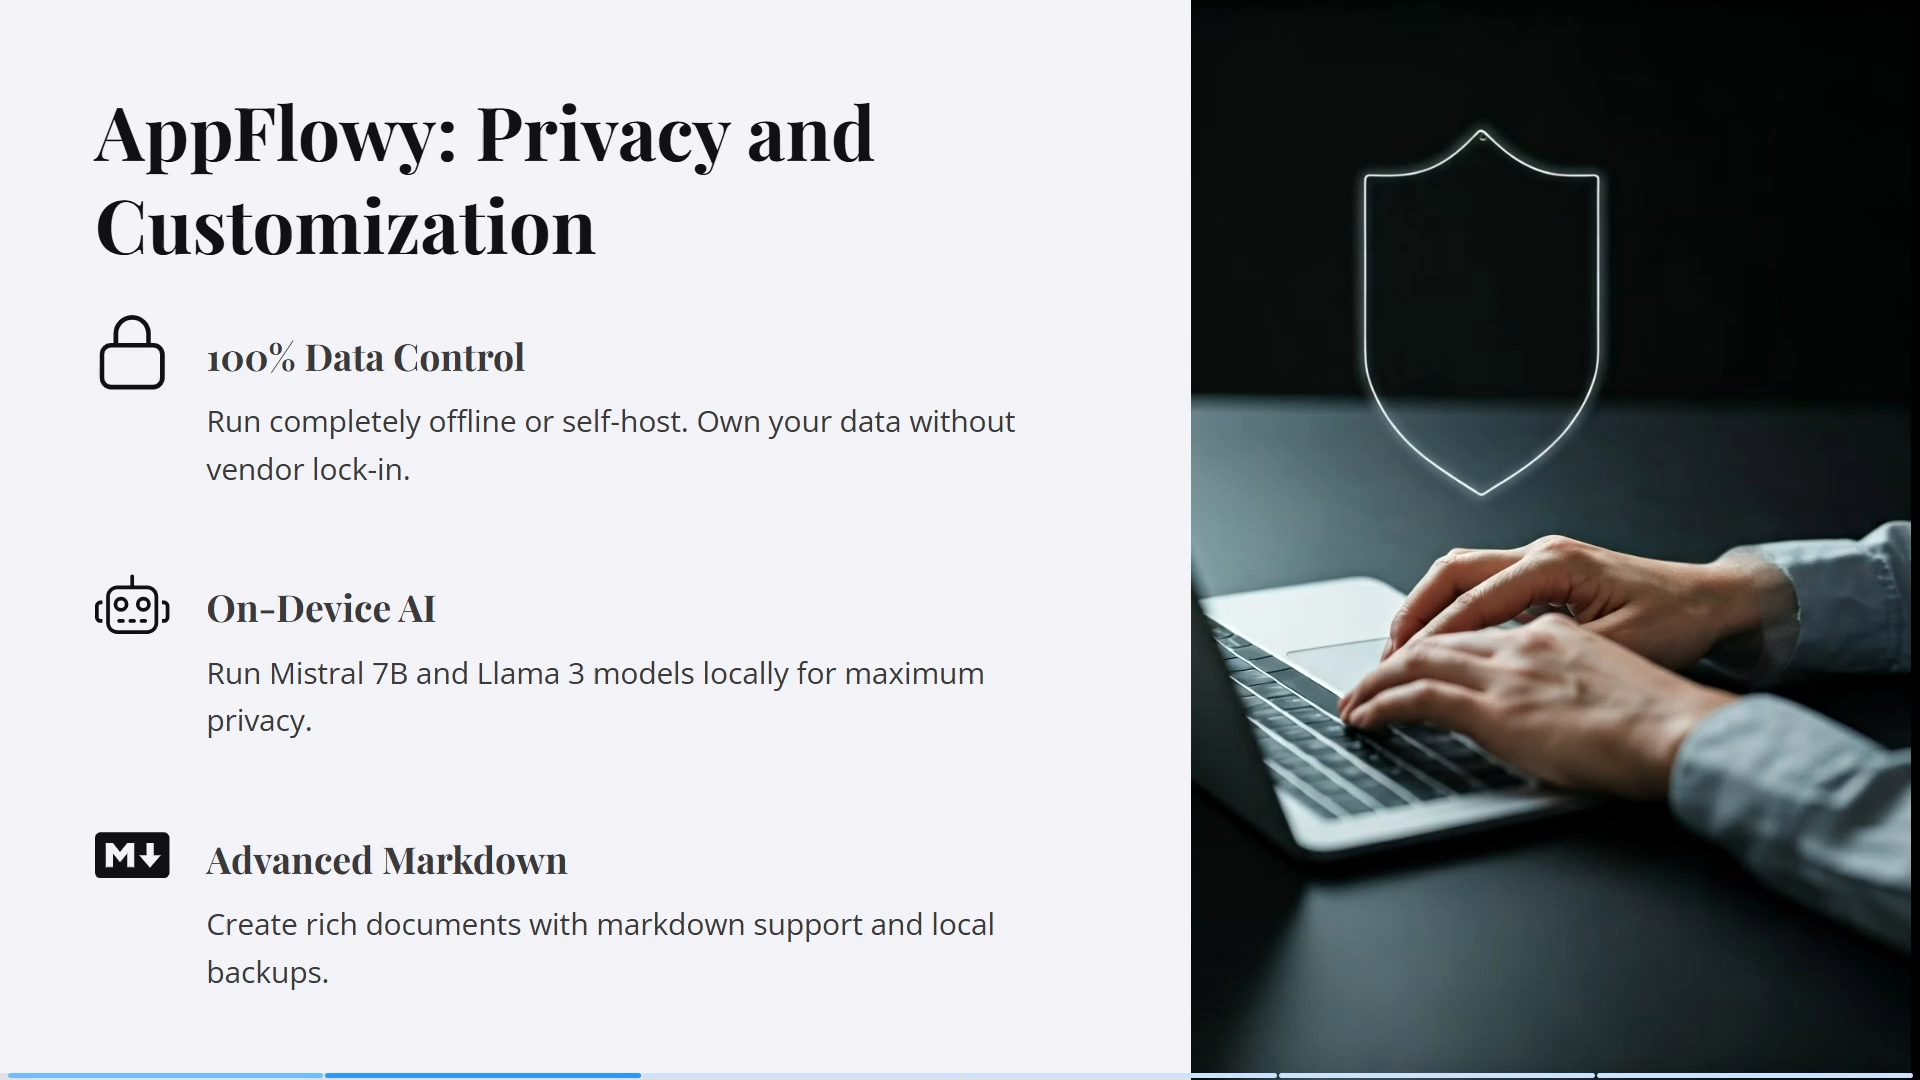 AppFlowy: Privacy and
Customization
100% Data Control
Run completely offline or self-host. Own your data without
vendor lock-in.
On-Device AI
Run Mistral 7B and Llama 3 models locally for maximum
privacy.
M
Advanced Markdown
Create rich documents with markdown support and local
backups.